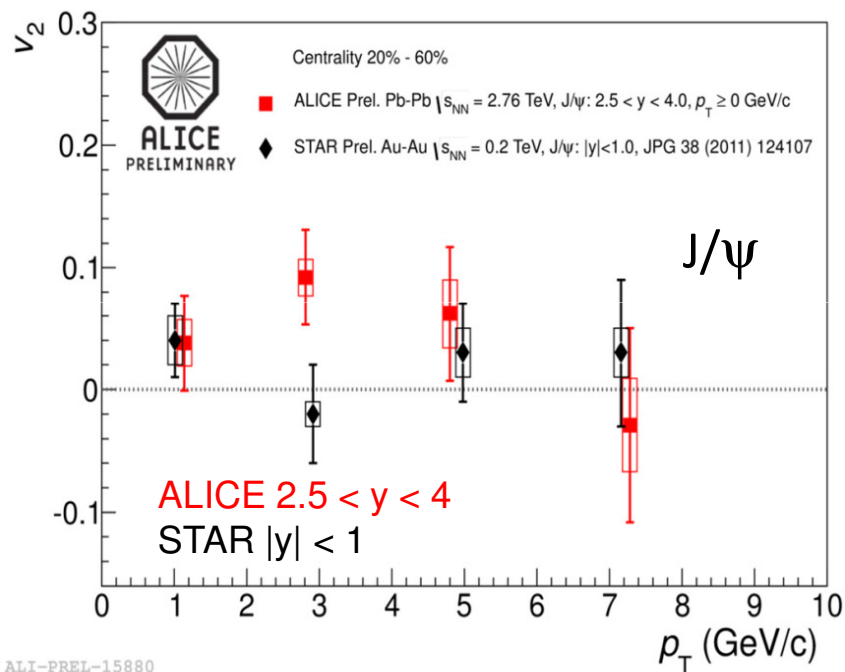 v2
0.3
0.2
0.1
0
-0.1
ALICE
PRELIMINARY
Centrality 20% - 60%
ALICE Prel. Pb-Pb \sNN = 2.76 TeV, J/ψ: 2.5 < y < 4.0, pT ≥ 0 GeV/c
STAR Prel. Au-Au \sNN = 0.2 TeV, J/ψ: |y|<1.0, JPG 38 (2011) 124107
J/ψ
ALICE 2.5 < y < 4
STAR |y| < 1
0 1 2 3 4 5 6 7 8 9 10
pT (GeV/c)
ALI-PREL-15880